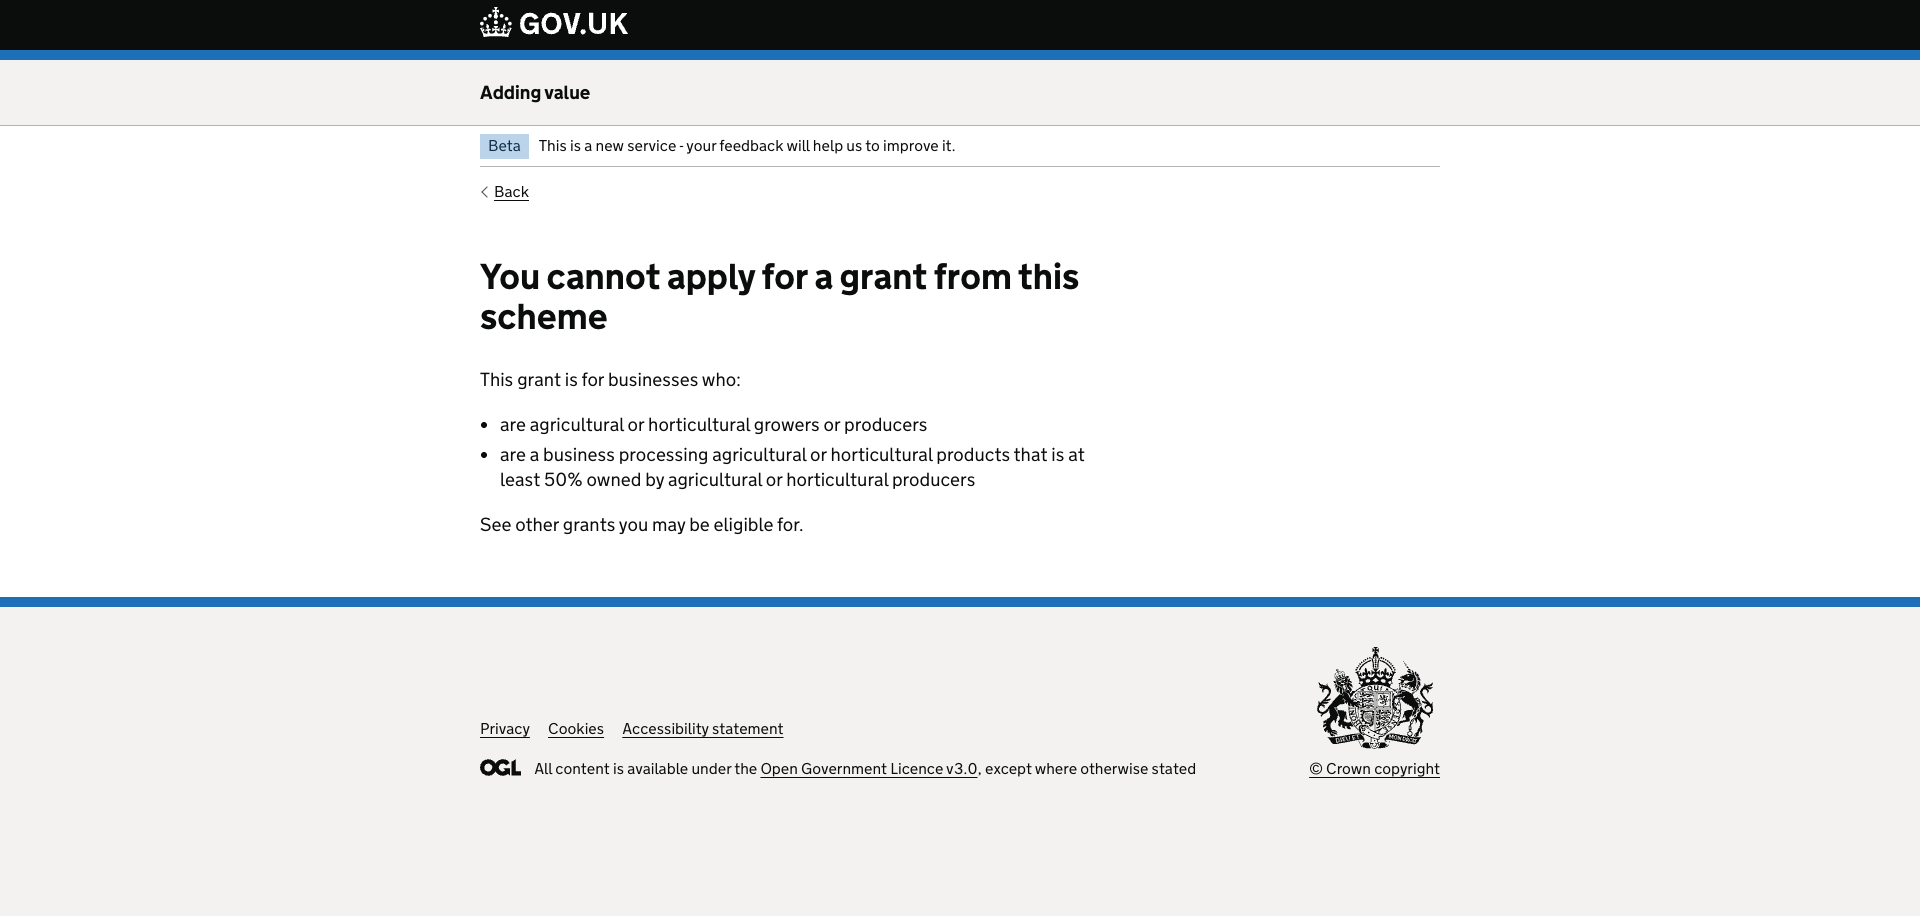 GOV.UK
Adding value
Beta This is a new service - your feedback will help us to improve it.
Back
You cannot apply for a grant from this
scheme
This grant is for businesses who:
• are agricultural or horticultural growers or producers
• are a business processing agricultural or horticultural products that is at
least 50% owned by agricultural or horticultural producers
See other grants you may be eligible for.
Privacy Cookies Accessibility statement
OGL All content is available under the Open Government Licence v3.0, except where otherwise stated
© Crown copyright